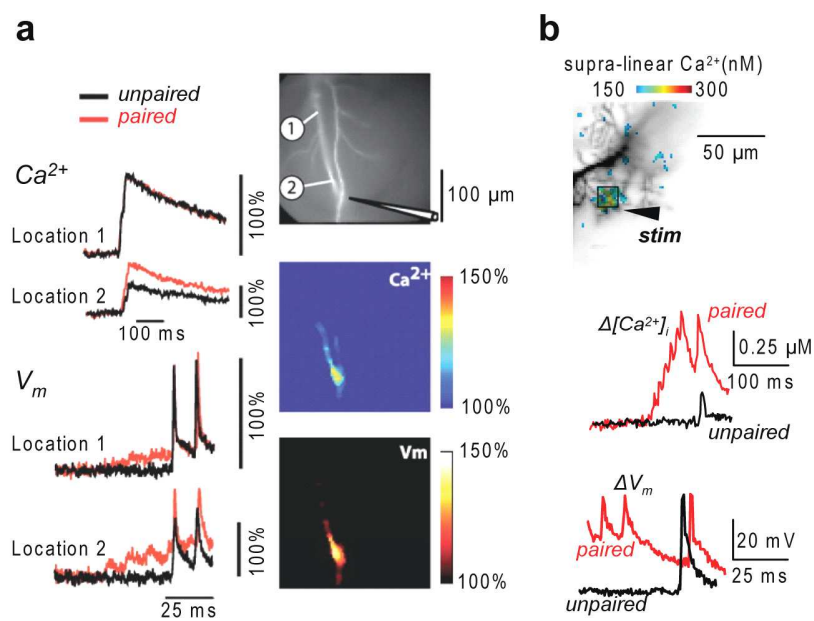 a
unpaired
paired
Ca²⁺
Location 1
100%
Location 2
100%
100 ms
Vₘ
Location 1
100%
Location 2
100%
25 ms
1
2
100 µm
Ca²⁺
150%
100%
Vm
150%
100%
b
supra-linear Ca²⁺(nM)
150 300
50 µm
stim
Δ[Ca²⁺]ᵢ
paired
0.25 µM
100 ms
unpaired
ΔVₘ
paired
20 mV
25 ms
unpaired